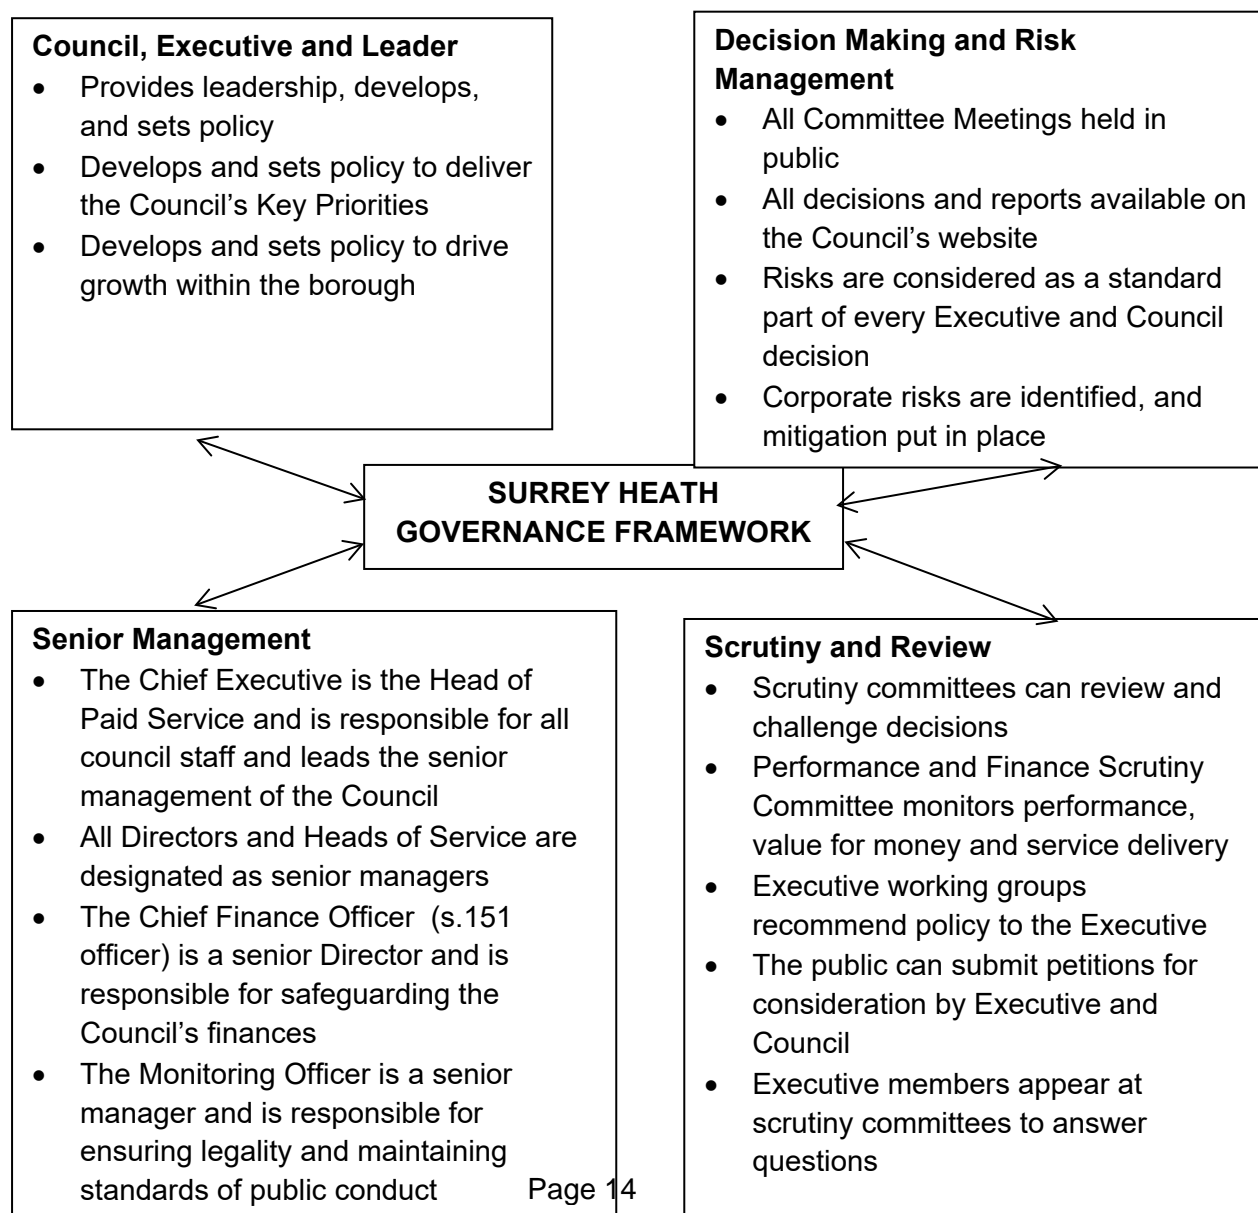 Council, Executive and Leader
• Provides leadership, develops,
and sets policy
• Develops and sets policy to deliver
the Council’s Key Priorities
• Develops and sets policy to drive
growth within the borough
Decision Making and Risk
Management
• All Committee Meetings held in
public
• All decisions and reports available on
the Council’s website
• Risks are considered as a standard
part of every Executive and Council
decision
• Corporate risks are identified, and
mitigation put in place
SURREY HEATH
GOVERNANCE FRAMEWORK
Senior Management
• The Chief Executive is the Head of
Paid Service and is responsible for all
council staff and leads the senior
management of the Council
• All Directors and Heads of Service are
designated as senior managers
• The Chief Finance Officer  (s.151
officer) is a senior Director and is
responsible for safeguarding the
Council’s finances
• The Monitoring Officer is a senior
manager and is responsible for
ensuring legality and maintaining
standards of public conduct
Scrutiny and Review
• Scrutiny committees can review and
challenge decisions
• Performance and Finance Scrutiny
Committee monitors performance,
value for money and service delivery
• Executive working groups
recommend policy to the Executive
• The public can submit petitions for
consideration by Executive and
Council
• Executive members appear at
scrutiny committees to answer
questions
Page 14